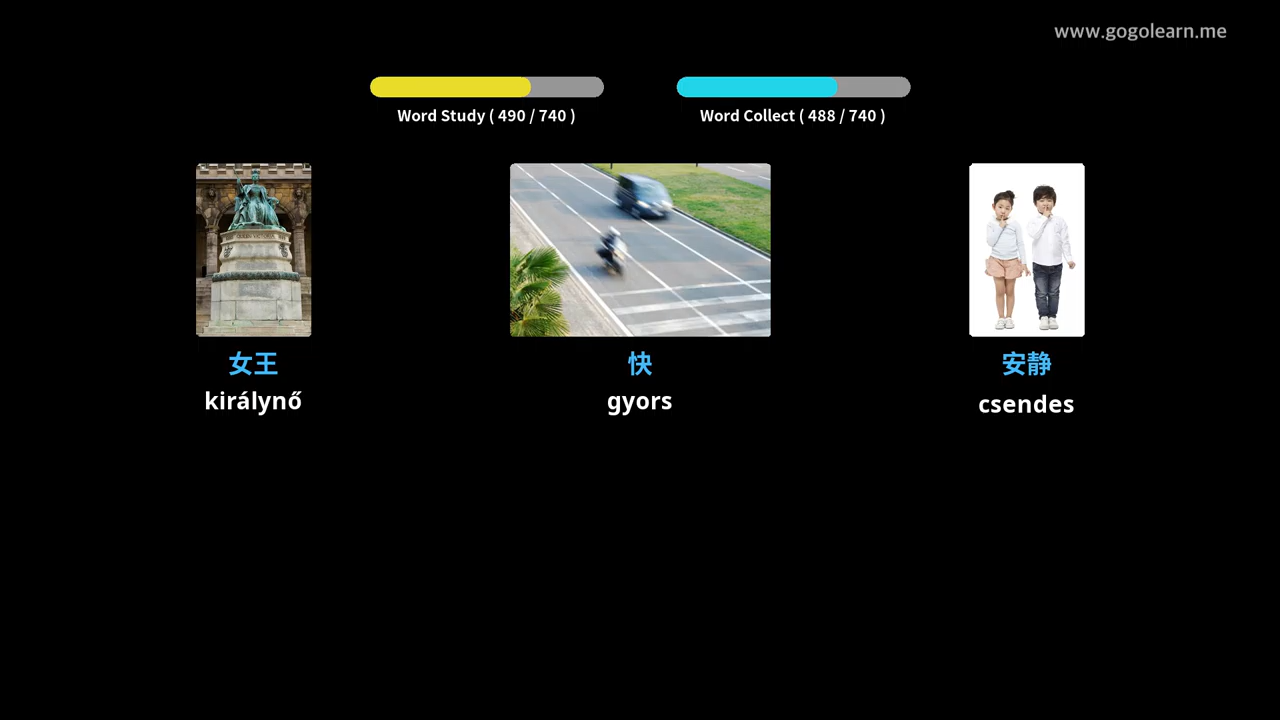 www.gogolearn.me
Word Study ( 490 / 740 )
Word Collect ( 488 / 740 )
女王
快
安静
királynő
gyors
csendes